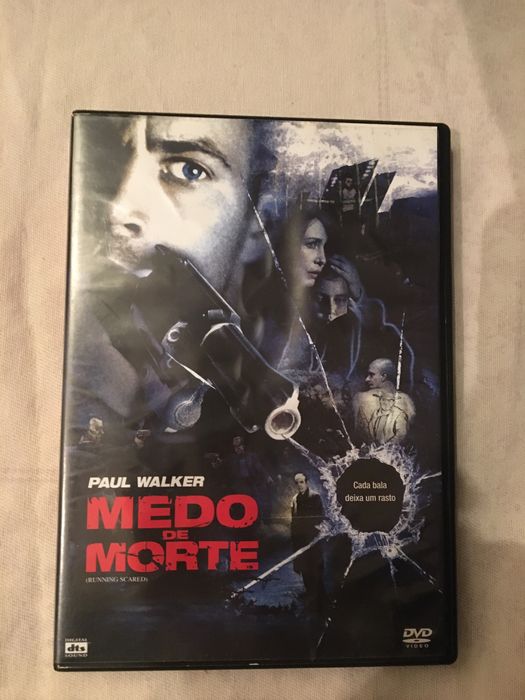 Cada bala
deixa um rasto
PAUL WALKER
MEDO
DE
MORTE
(RUNNING SCARED)
DIGITAL
dts
SOUND
DVD
VIDEO